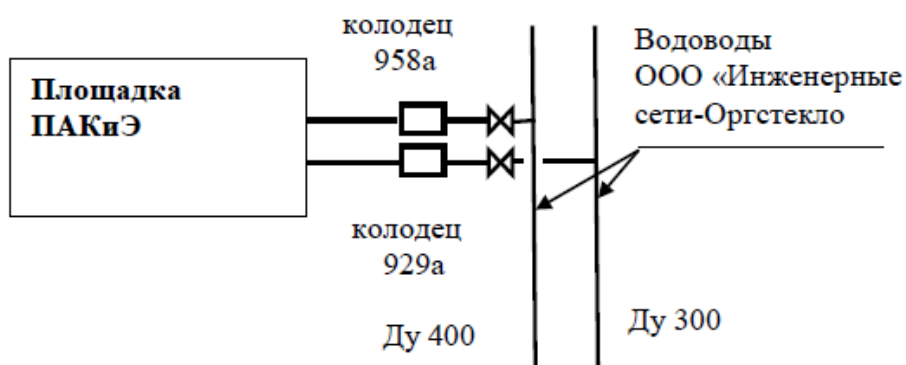 колодец
958а
Площадка
ПАКиЭ
Водоводы
ООО «Инженерные
сети-Оргстекло
колодец
929а
Ду 400
Ду 300